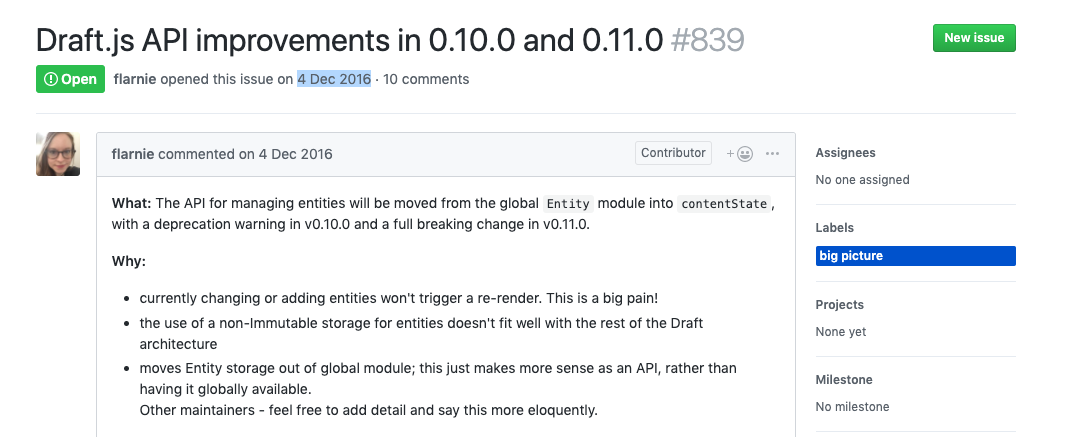 Draft.js API improvements in 0.10.0 and 0.11.0 #839
New issue
Open flarnie opened this issue on 4 Dec 2016 · 10 comments
flarnie commented on 4 Dec 2016
Contributor
What: The API for managing entities will be moved from the global Entity module into contentState,
with a deprecation warning in v0.10.0 and a full breaking change in v0.11.0.
Why:
• currently changing or adding entities won't trigger a re-render. This is a big pain!
• the use of a non-Immutable storage for entities doesn't fit well with the rest of the Draft
architecture
• moves Entity storage out of global module; this just makes more sense as an API, rather than
having it globally available.
Other maintainers - feel free to add detail and say this more eloquently.
Assignees
No one assigned
Labels
big picture
Projects
None yet
Milestone
No milestone